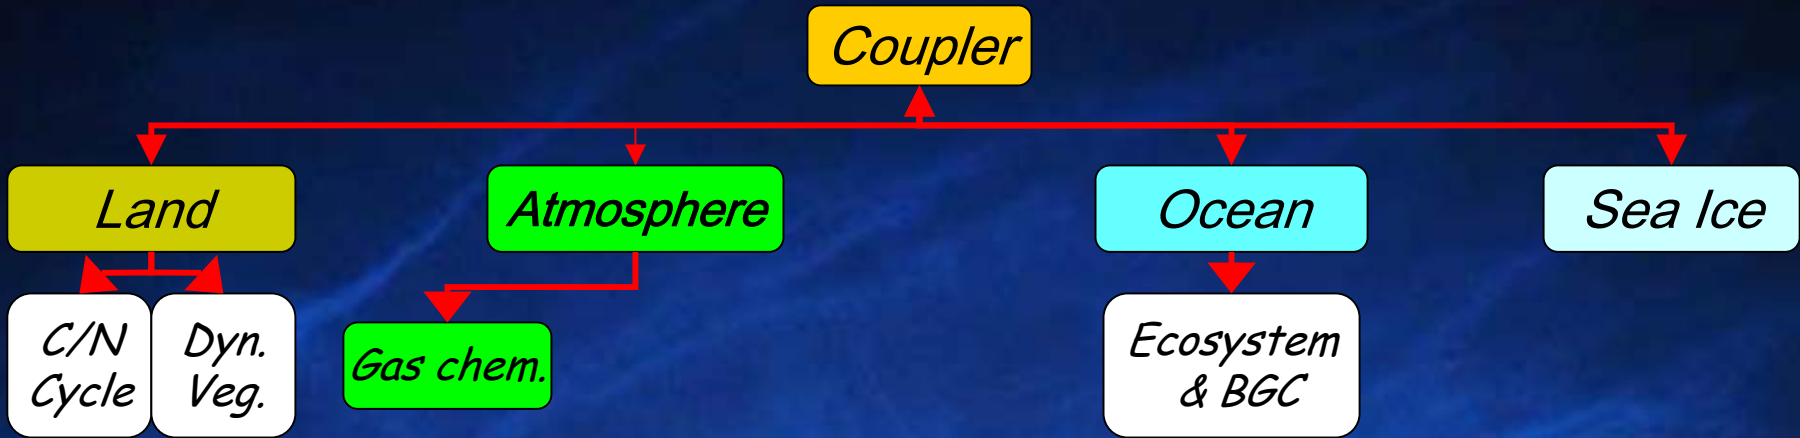 Coupler
Land
Atmosphere
Ocean
Sea Ice
C/N
Cycle
Dyn.
Veg.
Gas chem.
Ecosystem
& BGC